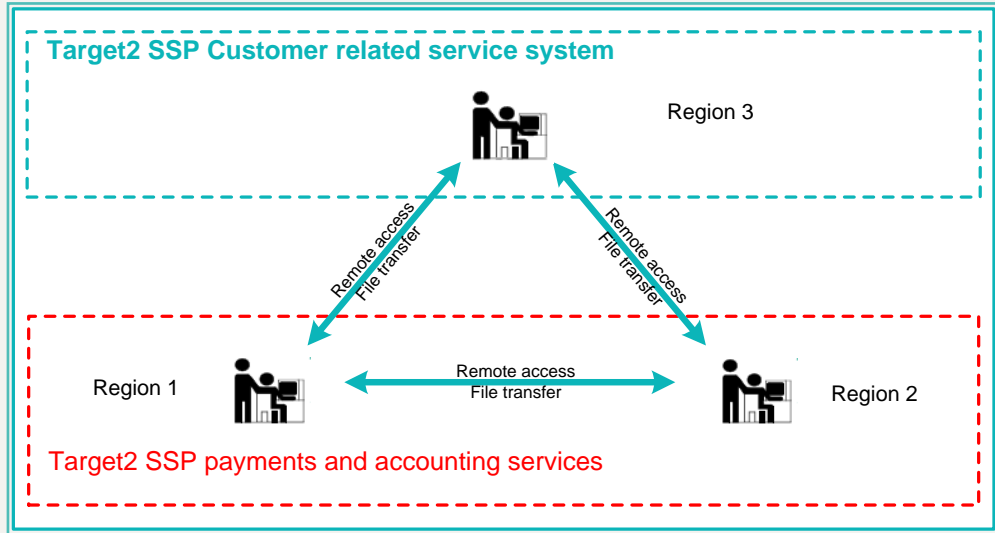 Target2 SSP Customer related service system
Region 3
Remote access
File transfer
Remote access
File transfer
Region 1
Remote access
File transfer
Region 2
Target2 SSP payments and accounting services